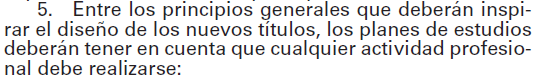 5. Entre los principios generales que deberán inspi-
rar el diseño de los nuevos títulos, los planes de estudios
deberán tener en cuenta que cualquier actividad profesio-
nal debe realizarse: